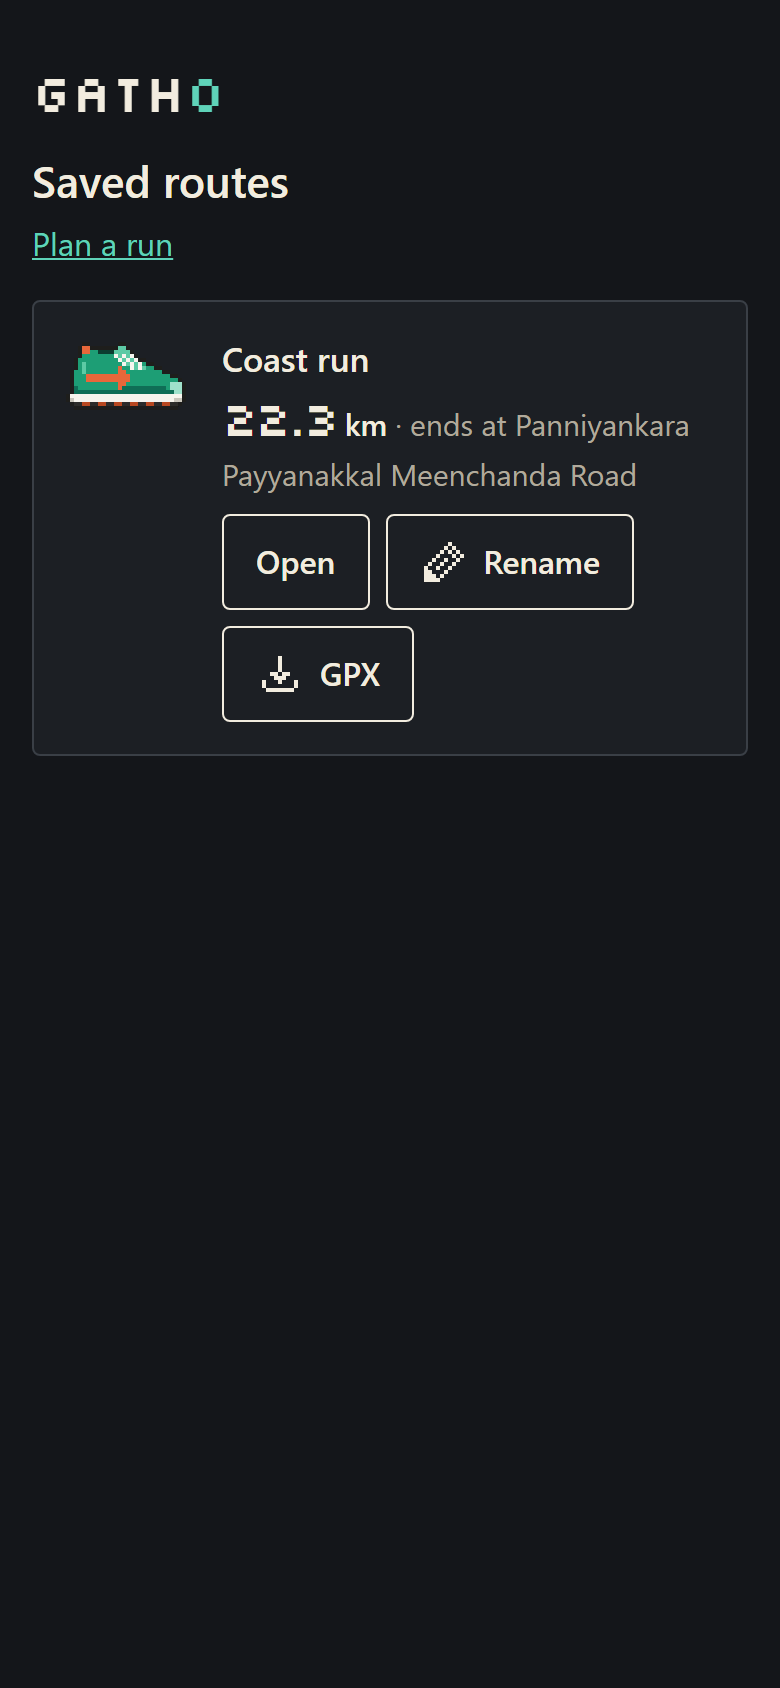 GATHO
Saved routes
Plan a run
Coast run
22.3 km · ends at Panniyankara
Payyanakkal Meenchanda Road
Open
Rename
GPX